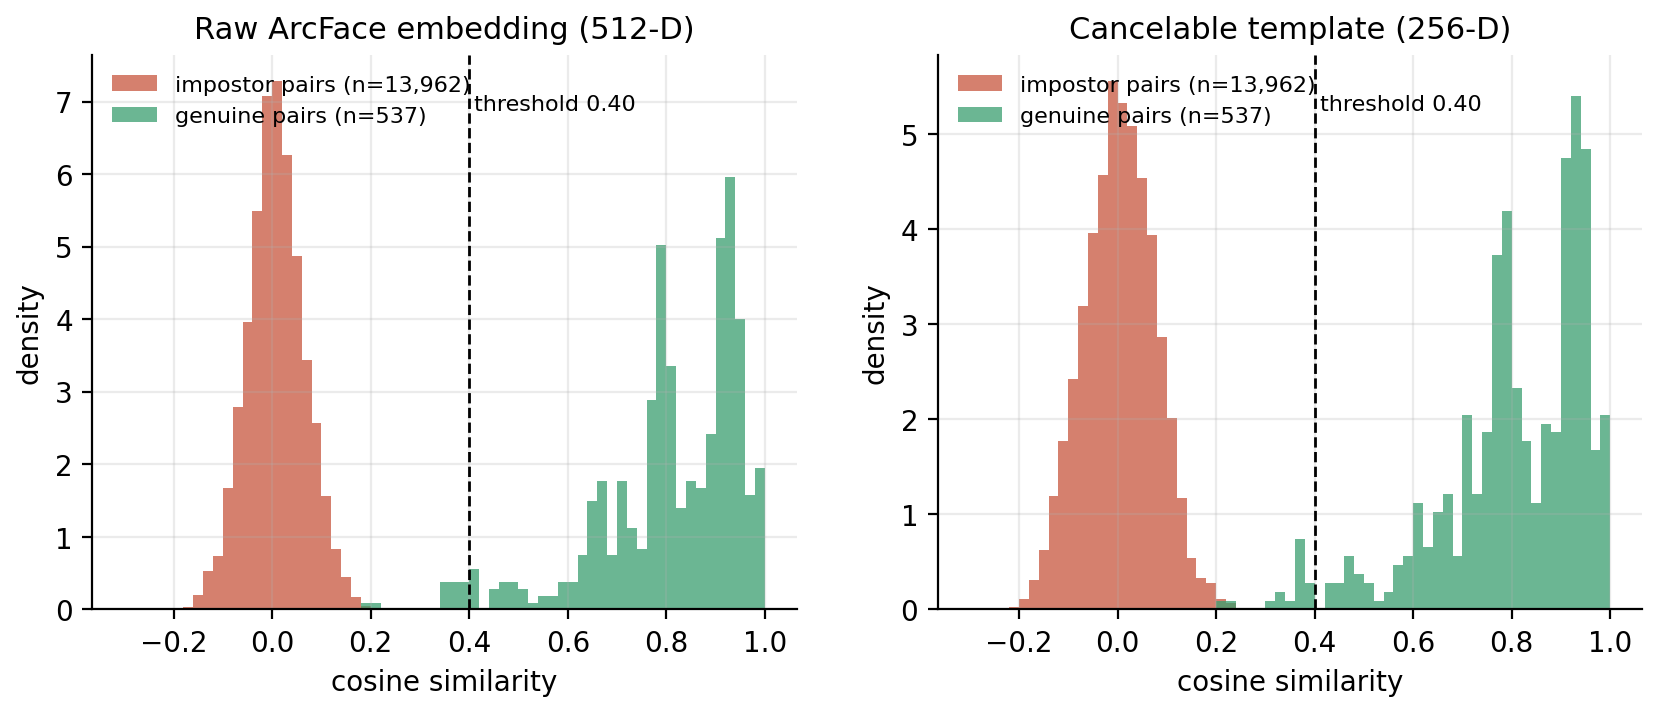 Raw ArcFace embedding (512-D)
impostor pairs (n=13,962)
genuine pairs (n=537)
threshold 0.40
density
7
6
5
4
3
2
1
0
−0.2 0.0 0.2 0.4 0.6 0.8 1.0
cosine similarity
Cancelable template (256-D)
impostor pairs (n=13,962)
genuine pairs (n=537)
threshold 0.40
density
5
4
3
2
1
0
−0.2 0.0 0.2 0.4 0.6 0.8 1.0
cosine similarity